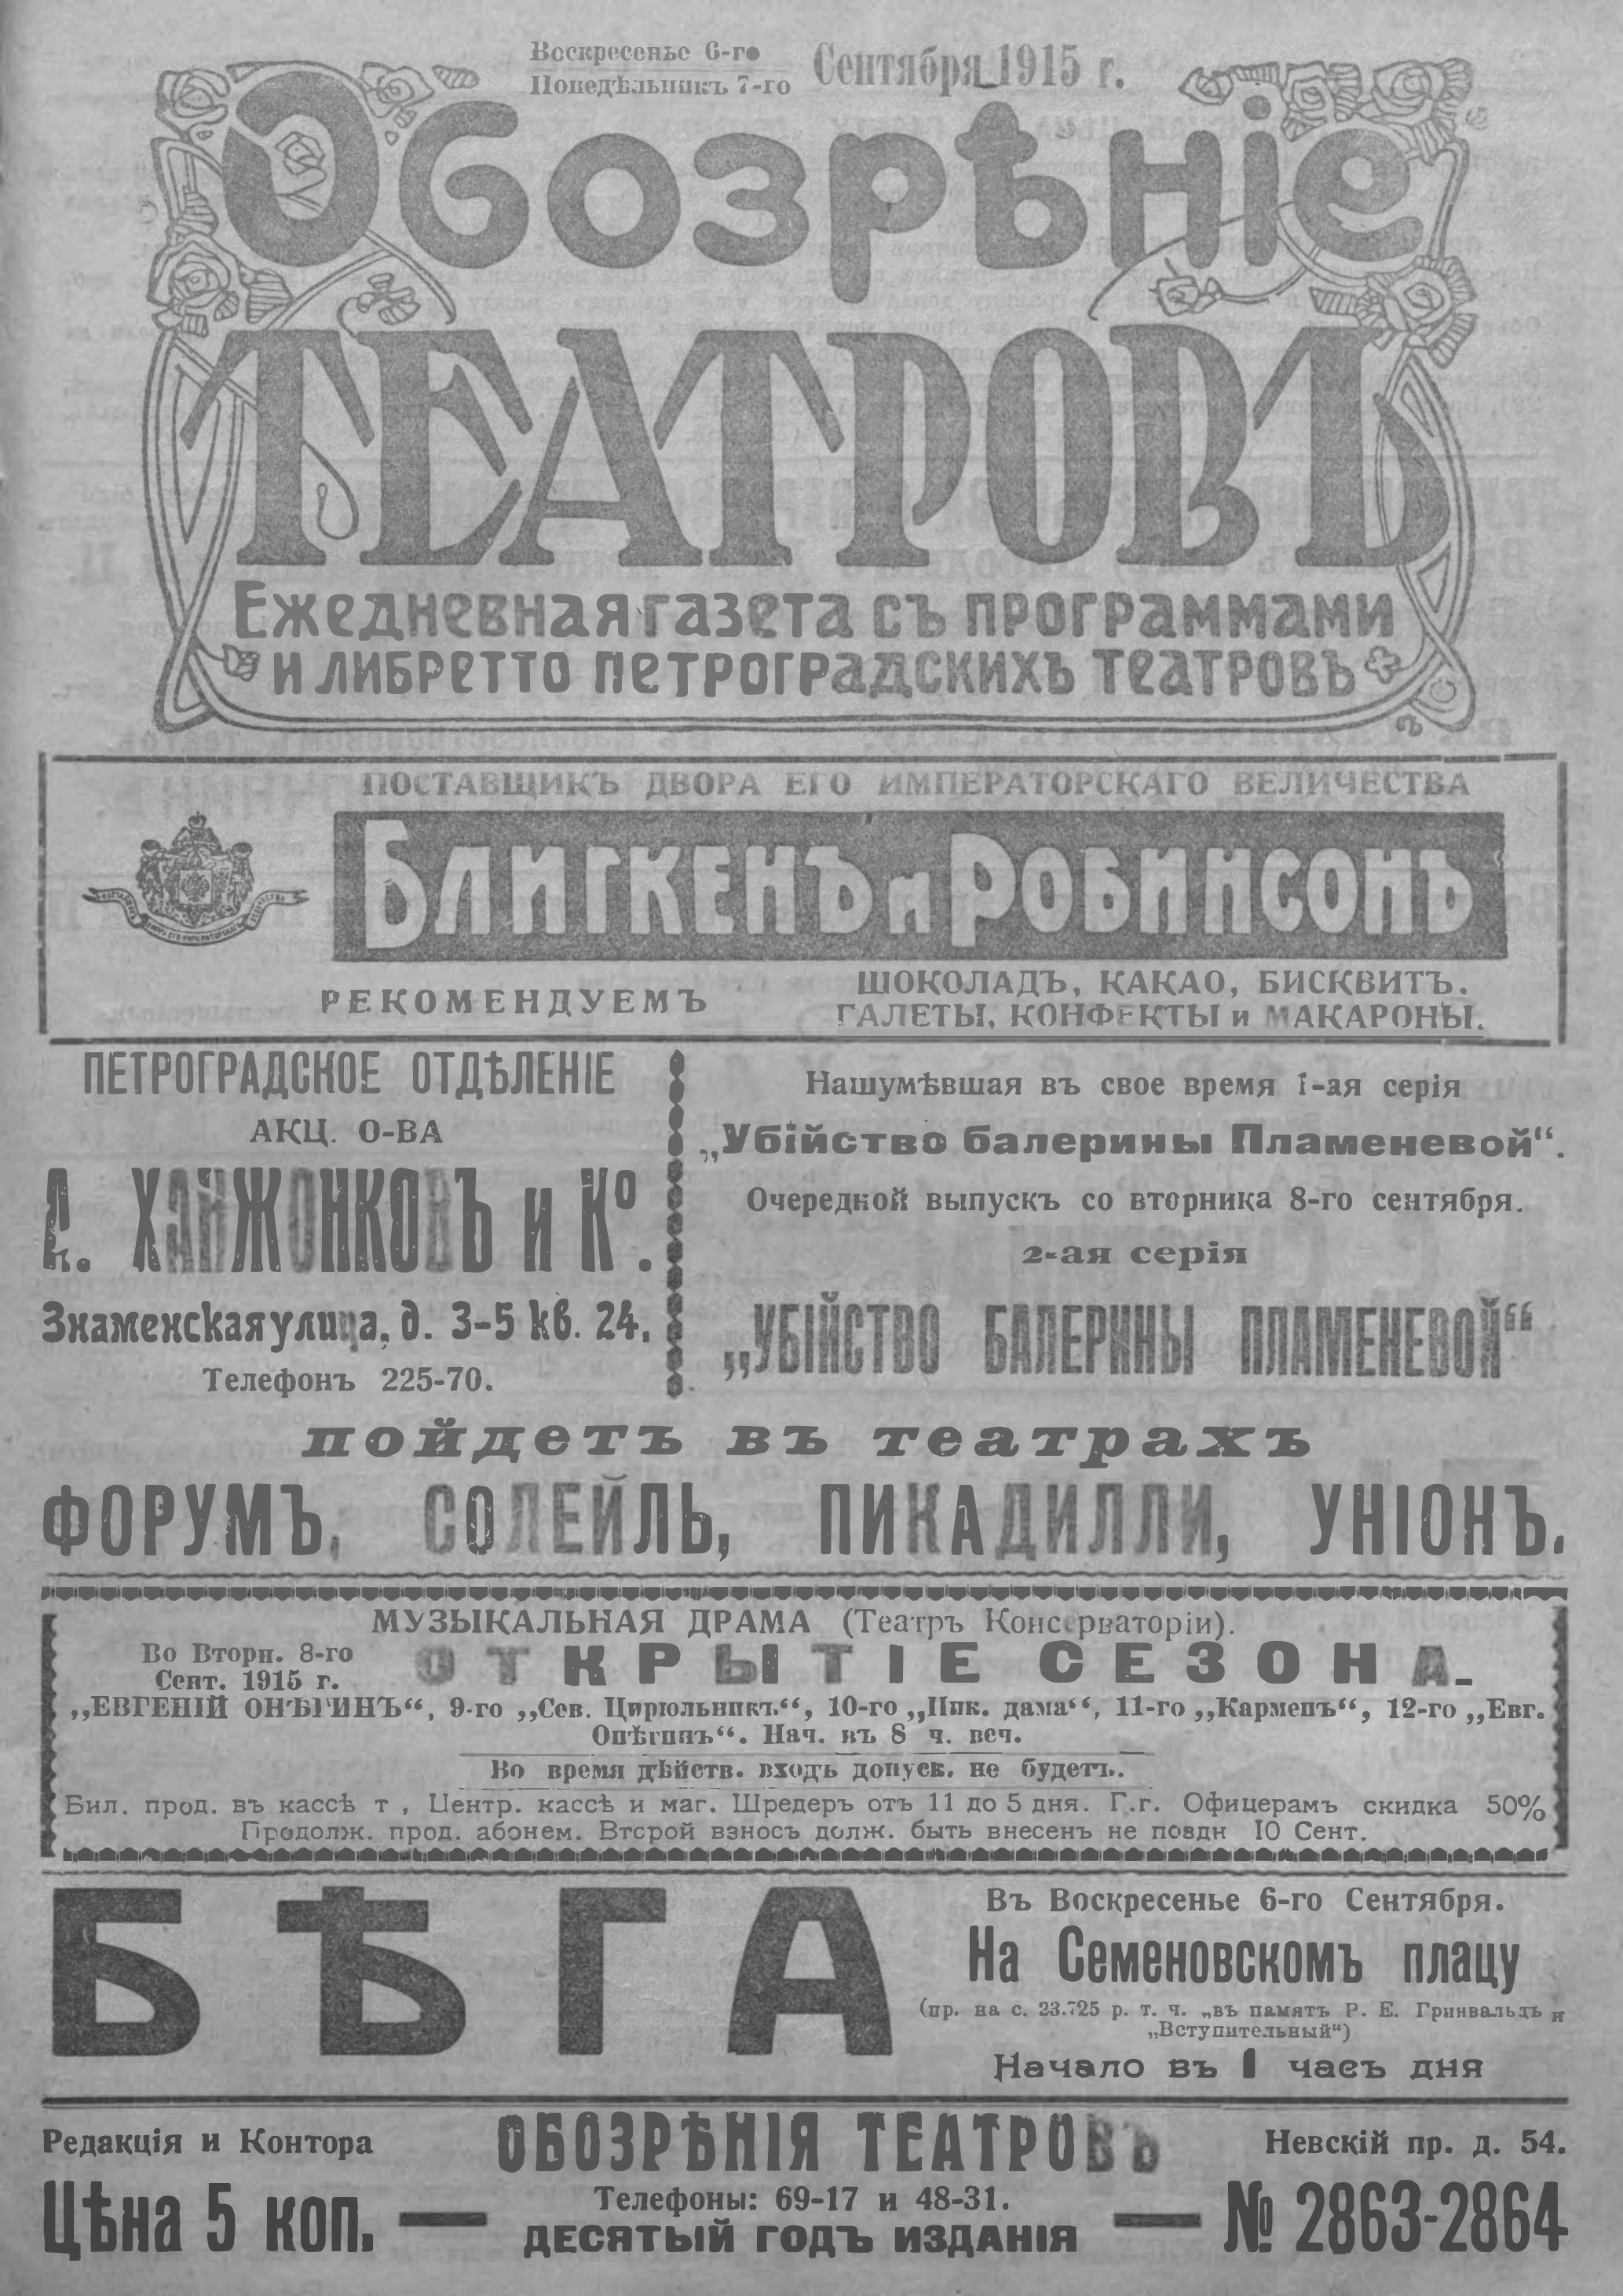 Воскресенье 6-го
Понедѣльникъ 7-го
Сентября 1915 г.
Обозрѣніе
ТЕАТРОВЪ
Ежедневная газета съ программами
и либретто петроградскихъ театровъ
ПОСТАВЩИКЪ ДВОРА ЕГО ИМПЕРАТОРСКАГО ВЕЛИЧЕСТВА
Блигкенъ и Робинсонъ
РЕКОМЕНДУЕМЪ
ШОКОЛАДЪ, КАКАО, БИСКВИТЪ.
ГАЛЕТЫ, КОНФЕКТЫ и МАКАРОНЫ.
ПЕТРОГРАДСКОЕ ОТДѢЛЕНІЕ
АКЦ. О-ВА
А. ХАНЖОНКОВЪ и Кº.
Знаменская улица, д. 3-5 кв. 24,
Телефонъ 225-70.
Нашумѣвшая въ свое время 1-ая серія
„Убійство балерины Пламеневой“.
Очередной выпускъ со вторника 8-го сентября.
2-ая серія
„УБІЙСТВО БАЛЕРИНЫ ПЛАМЕНЕВОЙ“
пойдетъ въ театрахъ
ФОРУМЪ, СОЛЕЙЛЬ, ПИКАДИЛЛИ, УНІОНЪ.
МУЗЫКАЛЬНАЯ ДРАМА (Театръ Консерваторіи).
Во Вторн. 8-го
Сент. 1915 г.
ОТКРЫТІЕ СЕЗОНА.
„ЕВГЕНІЙ ОНѢГИНЪ“, 9-го „Сев. Цирюльникъ“, 10-го „Пик. дама“, 11-го „Карменъ“, 12-го „Евг.
Онѣгинъ“. Нач. въ 8 ч. веч.
Во время дѣйств. входъ допуск. не будетъ.
Бил. прод. въ кассѣ т , Центр. кассѣ и маг. Шредеръ отъ 11 до 5 дня. Г.г. Офицерамъ скидка 50%
Продолж. прод. абонем. Второй взносъ долж. быть внесенъ не поздн 10 Сент.
БѢГА
Въ Воскресенье 6-го Сентября.
На Семеновскомъ плацу
(пр. на с. 23.725 р. т. ч. „въ память Р. Е. Гринвальдъ и
„Вступительный“)
Начало въ 1 часъ дня
Редакція и Контора
ОБОЗРѢНІЯ ТЕАТРОВЪ
Невскій пр. д. 54.
Цѣна 5 коп.
Телефоны: 69-17 и 48-31.
ДЕСЯТЫЙ ГОДЪ ИЗДАНІЯ
№ 2863-2864